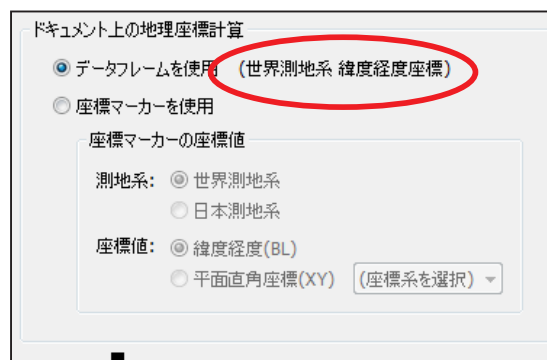 ドキュメント上の地理座標計算
データフレームを使用 (世界測地系 緯度経度座標)
座標マーカーを使用
座標マーカーの座標値
測地系: 世界測地系
日本測地系
座標値: 緯度経度(BL)
平面直角座標(XY) (座標系を選択)